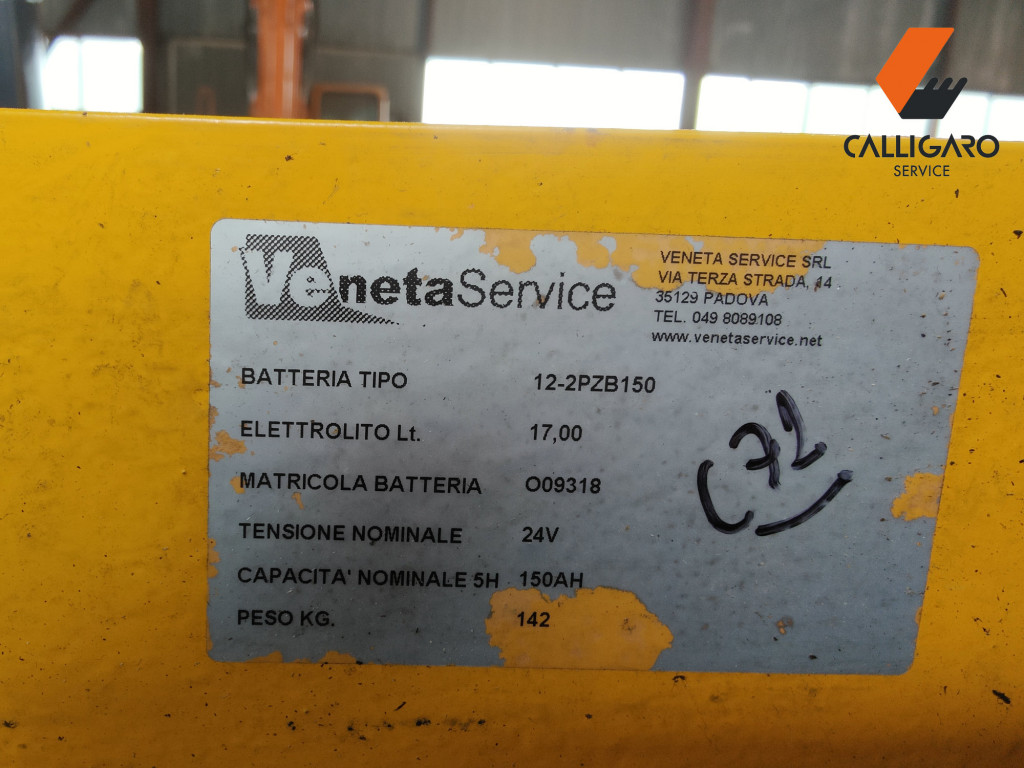 CALLIGARO
SERVICE
VenetaService
VENETA SERVICE SRL
VIA TERZA STRADA, 14
35129 PADOVA
TEL. 049 8089108
www.venetaservice.net
BATTERIA TIPO 12-2PZB150
ELETTROLITO Lt. 17,00
MATRICOLA BATTERIA O09318
TENSIONE NOMINALE 24V
CAPACITA' NOMINALE 5H 150AH
PESO KG. 142
C72